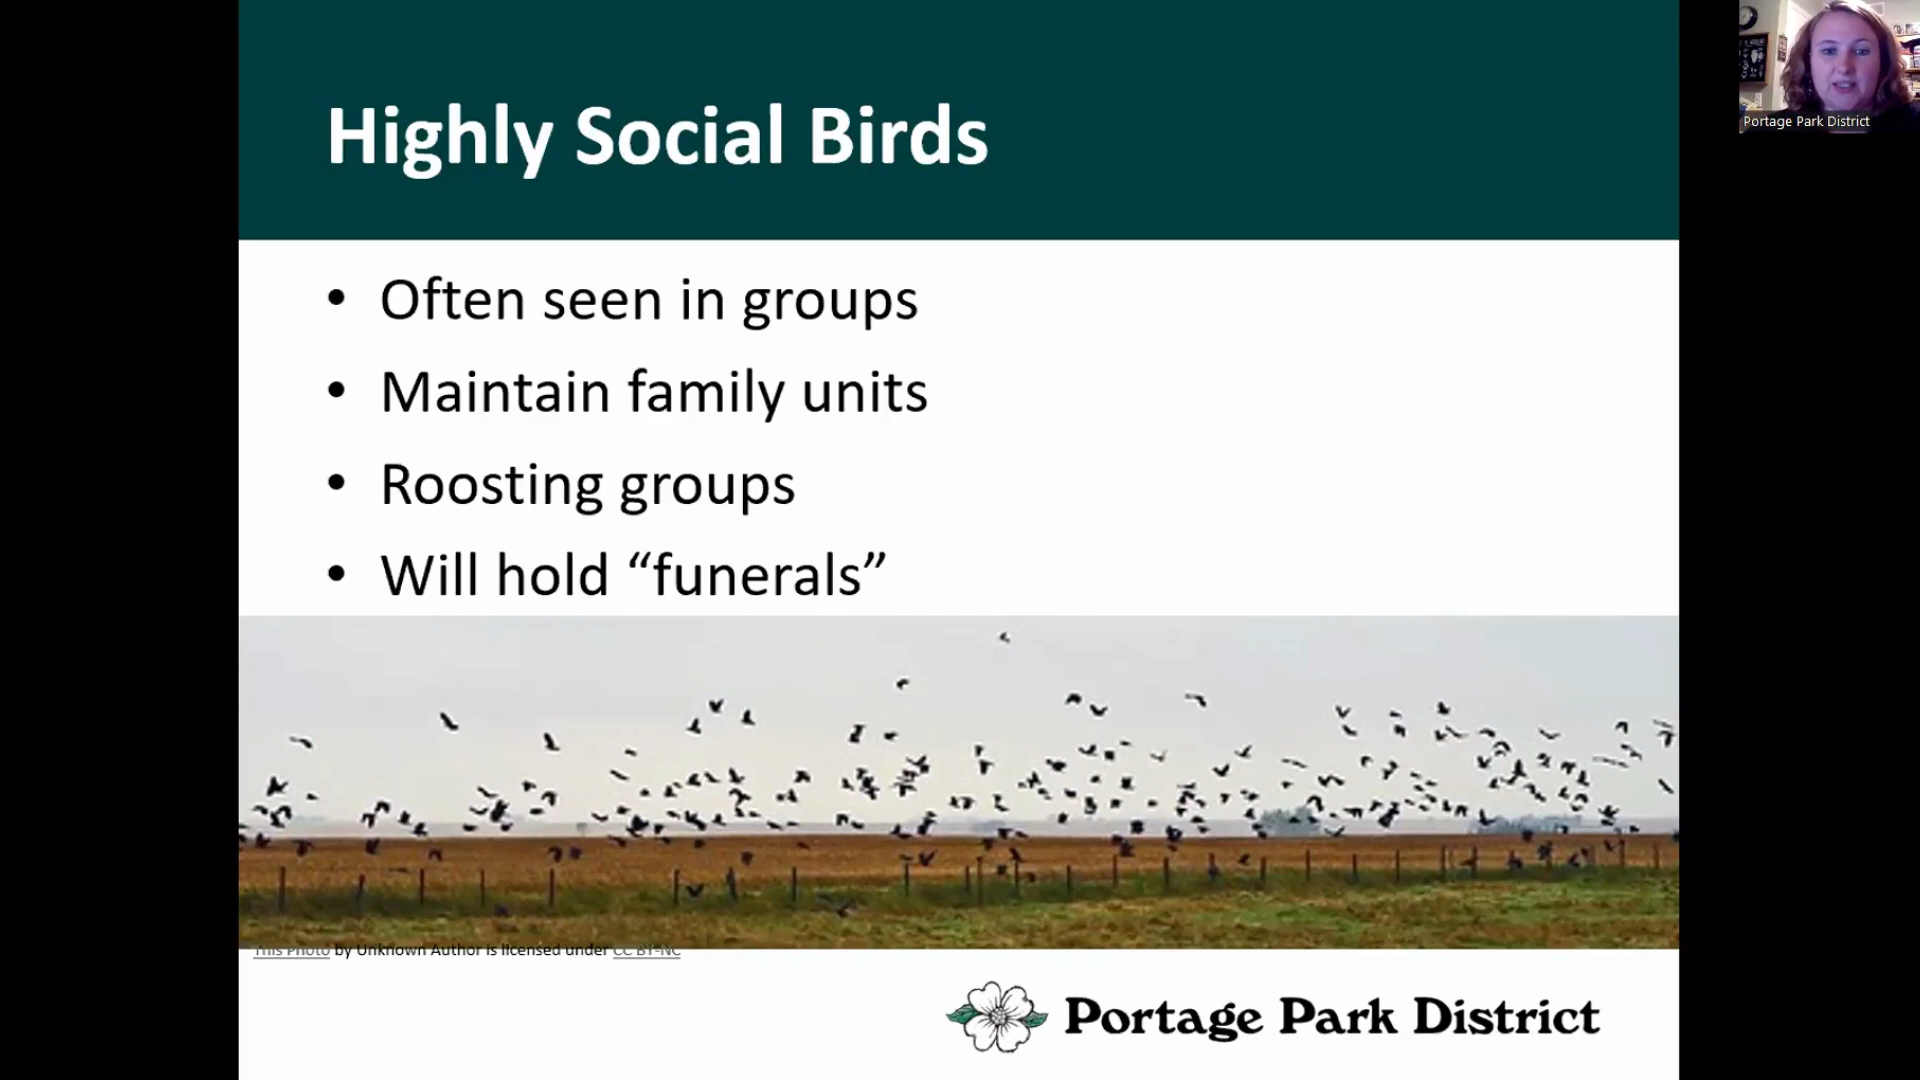 Highly Social Birds
Portage Park District
• Often seen in groups
• Maintain family units
• Roosting groups
• Will hold “funerals”
This Photo by Unknown Author is licensed under CC BY-NC
Portage Park District